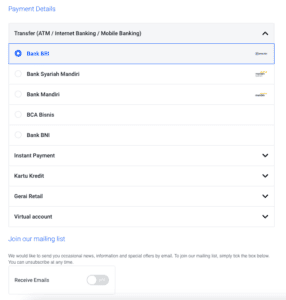 Payment Details
Transfer (ATM / Internet Banking / Mobile Banking)
Bank BRI
Bank Syariah Mandiri
Bank Mandiri
BCA Bisnis
Bank BNI
Instant Payment
Kartu Kredit
Gerai Retail
Virtual account
Join our mailing list
We would like to send you occasional news, information and special offers by email. To join our mailing list, simply tick the box below.
You can unsubscribe at any time.
Receive Emails